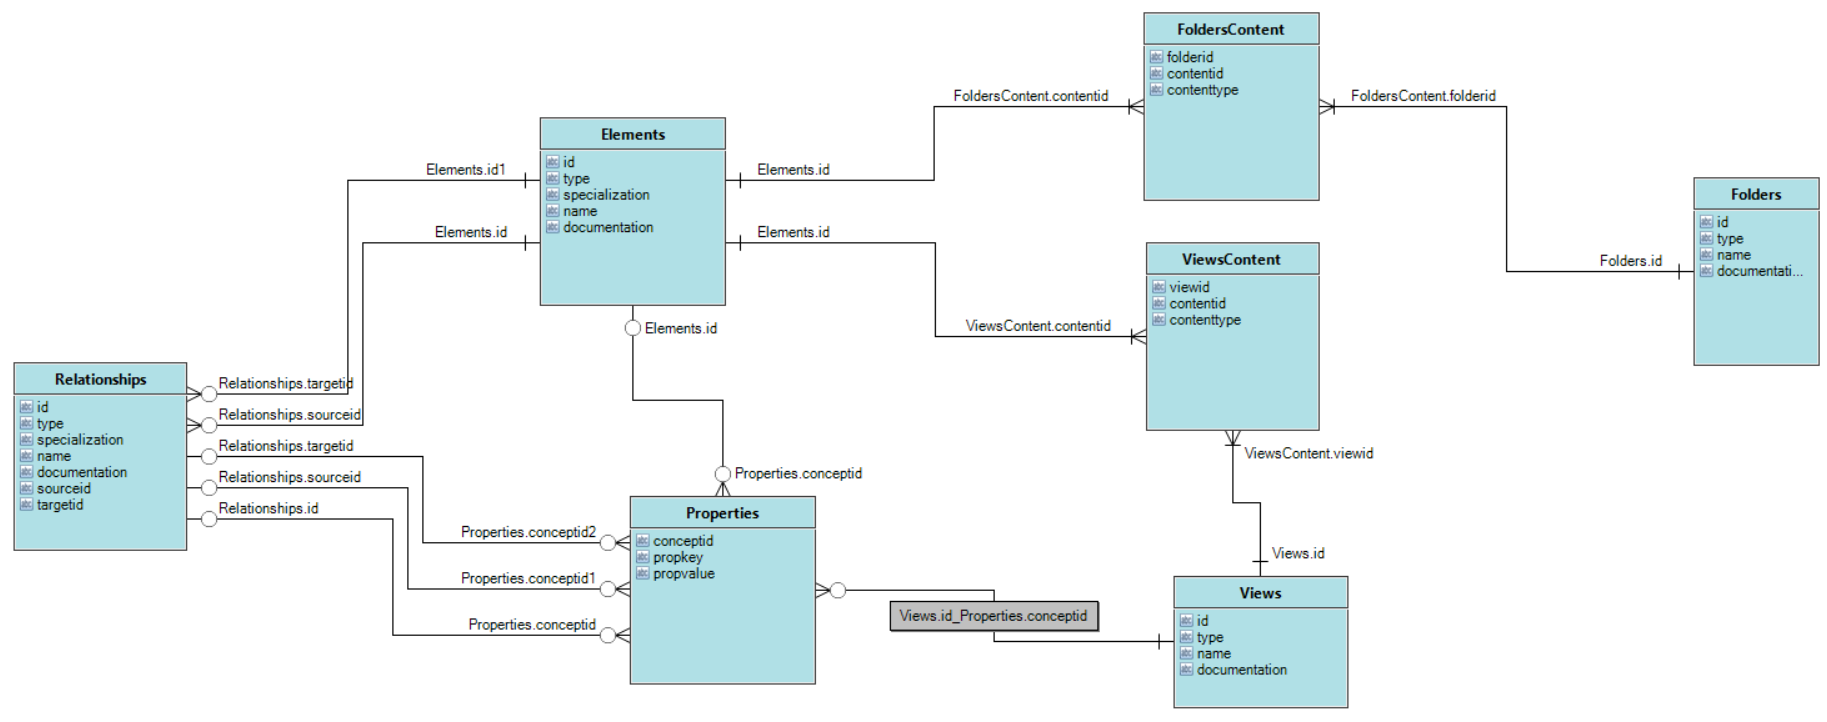 FoldersContent
folderid
contentid
contenttype
FoldersContent.contentid
FoldersContent.folderid
Elements
id
type
specialization
name
documentation
Elements.id1
Elements.id
Elements.id
Elements.id
Elements.id
Folders
id
type
name
documentati...
Folders.id
ViewsContent
viewid
contentid
contenttype
ViewsContent.contentid
ViewsContent.viewid
Relationships
id
type
specialization
name
documentation
sourceid
targetid
Relationships.targetid
Relationships.sourceid
Relationships.targetid
Relationships.sourceid
Relationships.id
Properties.conceptid
Properties.conceptid2
Properties.conceptid1
Properties.conceptid
Properties
conceptid
propkey
propvalue
Views.id_Properties.conceptid
Views.id
Views
id
type
name
documentation